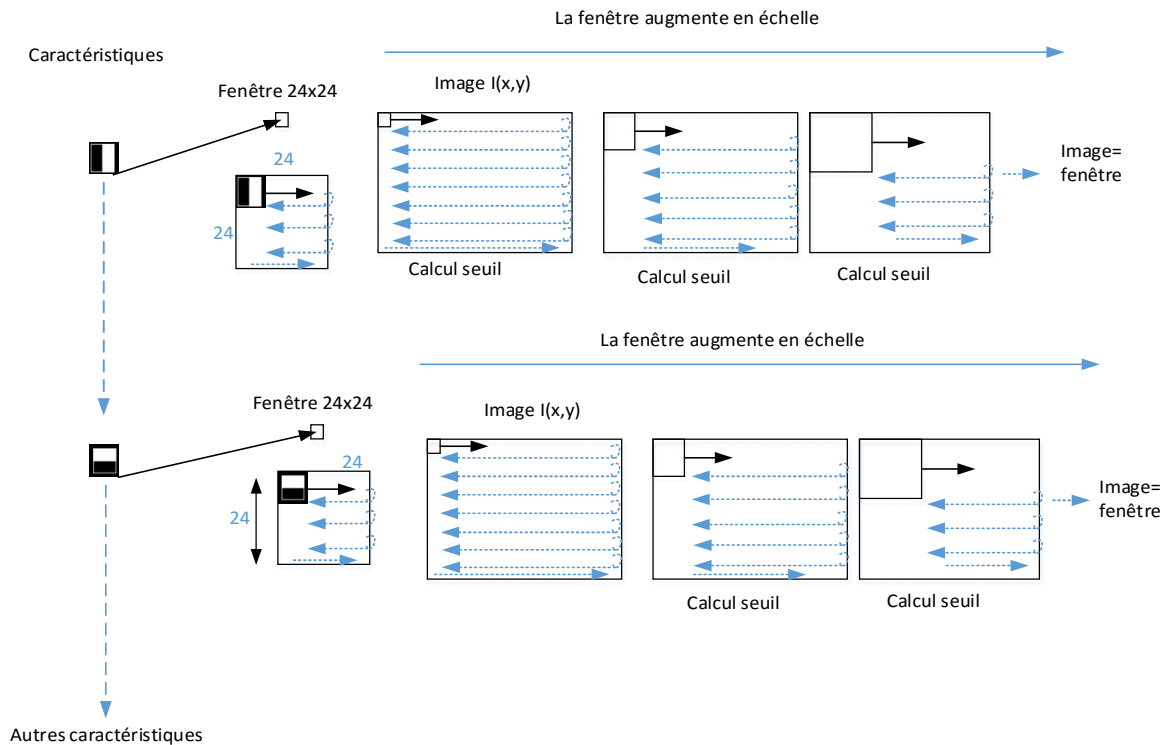 La fenêtre augmente en échelle
Caractéristiques
Image I(x,y)
Fenêtre 24x24
24
24
Image=
fenêtre
Calcul seuil
Calcul seuil
Calcul seuil
La fenêtre augmente en échelle
Fenêtre 24x24
Image I(x,y)
24
24
Image=
fenêtre
Calcul seuil
Calcul seuil
Autres caractéristiques